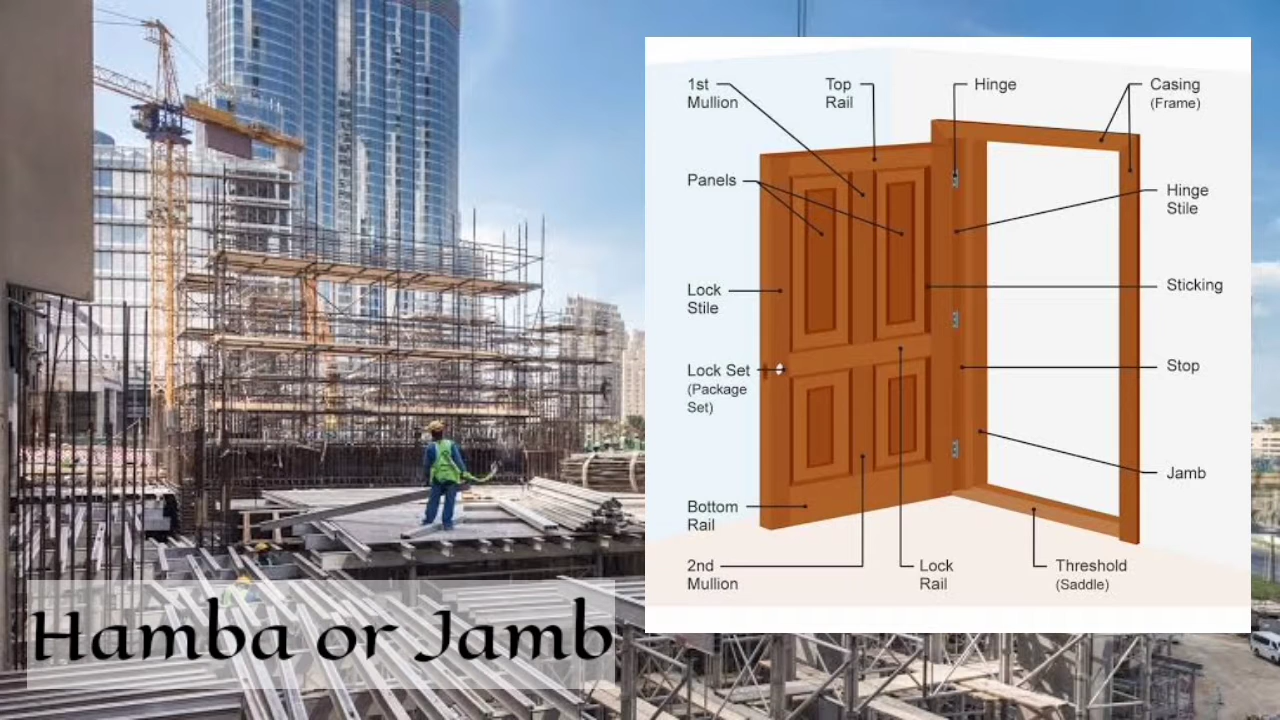 1st
Mullion
Top
Rail
Hinge
Casing
(Frame)
Panels
Hinge
Stile
Lock
Stile
Sticking
Lock Set
(Package
Set)
Stop
Jamb
Bottom
Rail
2nd
Mullion
Lock
Rail
Threshold
(Saddle)
Hamba or Jamb